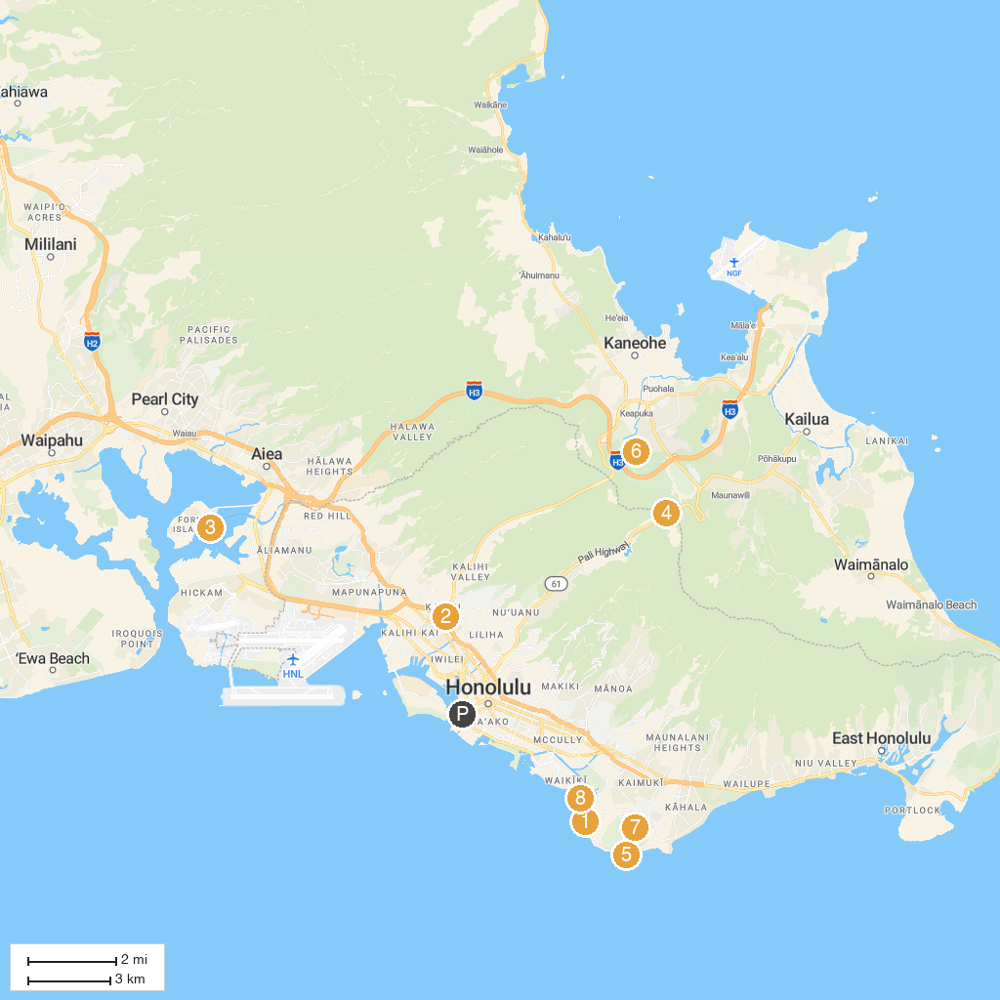 ahiawa
Waikāne
Waiāhole
WAIPI'O
ACRES
Mililani
Kahalu'u
NGF
'Āhuimanu
He'eia
Māla'e
PACIFIC
PALISADES
H2
Kaneohe
Kea'alu
H3
Puohala
Pearl City
Keapuka
H3
Kailua
HALAWA
VALLEY
Waiau
LANIKAI
Waipahu
Aiea
6
H3
Pōhākupu
HĀLAWA
HEIGHTS
Maunawili
RED HILL
4
3
ĀLIAMANU
Pali Highway
KALIHI
VALLEY
Waimānalo
61
HICKAM
MAPUNAPUNA
Waimānalo Beach
2
NU'UANU
KALIHI KAI
LILIHA
IROQUOIS
POINT
'Ewa Beach
IWILEI
HNL
Honolulu
MAKIKI
MĀNOA
P
MCCULLY
MAUNALANI
HEIGHTS
East Honolulu
NIU VALLEY
WAIKĪKĪ
KAIMUKĪ
WAILUPE
8
KĀHALA
PORTLOCK
1
7
5
2 mi
3 km